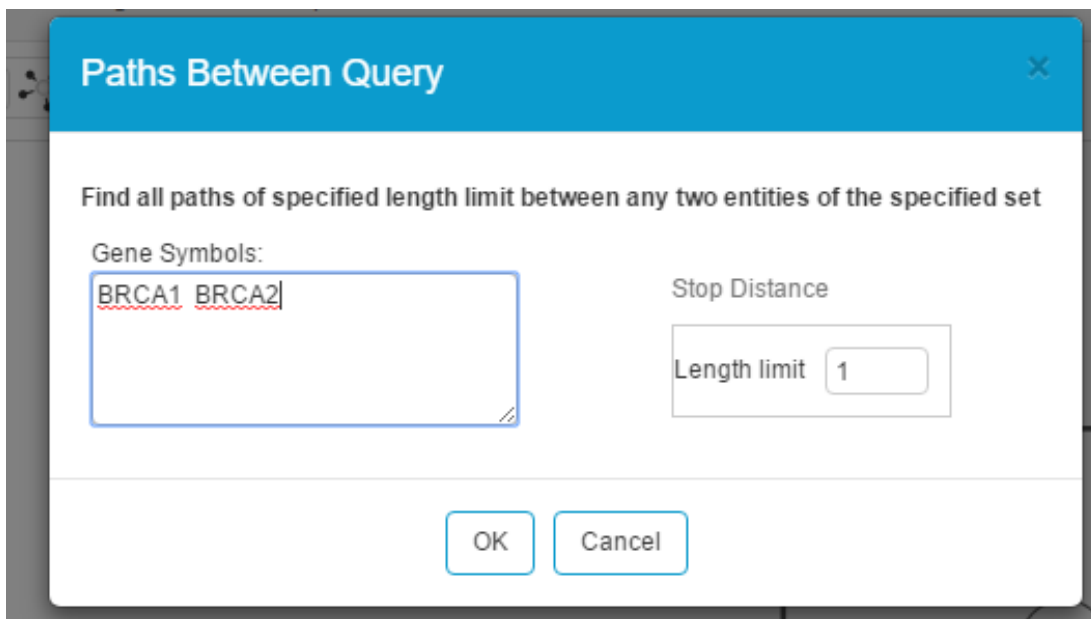 Paths Between Query
×
Find all paths of specified length limit between any two entities of the specified set
Gene Symbols:
BRCA1 BRCA2
Stop Distance
Length limit 1
OK Cancel